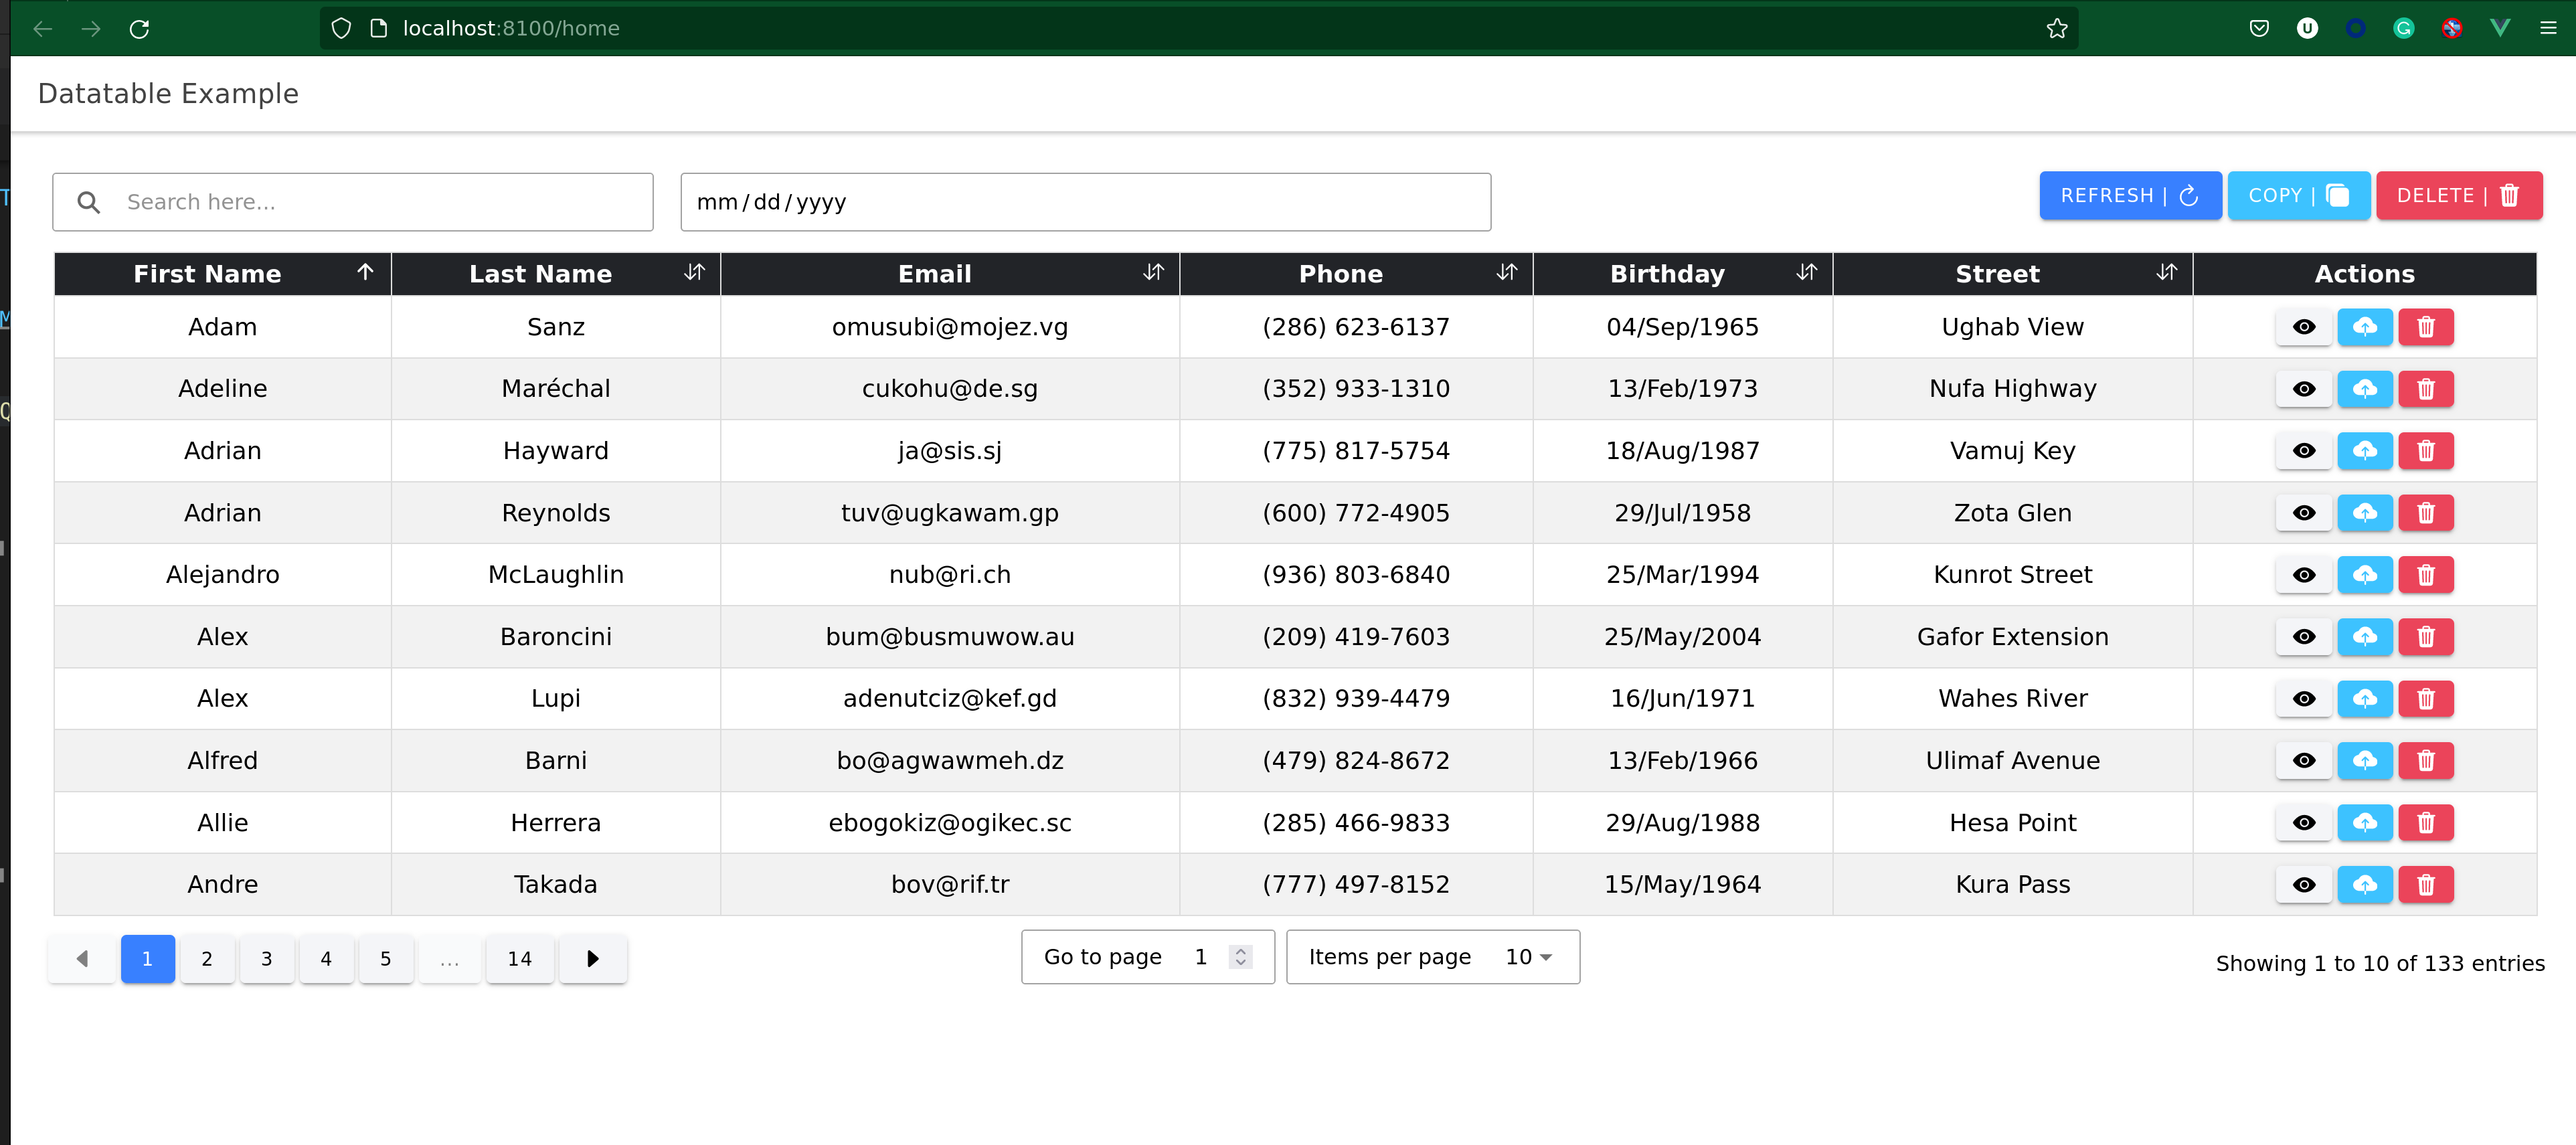 localhost:8100/home
Datatable Example
Search here...
mm/dd/yyyy
REFRESH |
COPY |
DELETE |
First Name Last Name Email Phone Birthday Street Actions
Adam Sanz omusubi@mojez.vg (286) 623-6137 04/Sep/1965 Ughab View
Adeline Maréchal cukohu@de.sg (352) 933-1310 13/Feb/1973 Nufa Highway
Adrian Hayward ja@sis.sj (775) 817-5754 18/Aug/1987 Vamuj Key
Adrian Reynolds tuv@ugkawam.gp (600) 772-4905 29/Jul/1958 Zota Glen
Alejandro McLaughlin nub@ri.ch (936) 803-6840 25/Mar/1994 Kunrot Street
Alex Baroncini bum@busmuwow.au (209) 419-7603 25/May/2004 Gafor Extension
Alex Lupi adenutciz@kef.gd (832) 939-4479 16/Jun/1971 Wahes River
Alfred Barni bo@agwawmeh.dz (479) 824-8672 13/Feb/1966 Ulimaf Avenue
Allie Herrera ebogokiz@ogikec.sc (285) 466-9833 29/Aug/1988 Hesa Point
Andre Takada bov@rif.tr (777) 497-8152 15/May/1964 Kura Pass
1 2 3 4 5 ... 14
Go to page 1
Items per page 10
Showing 1 to 10 of 133 entries